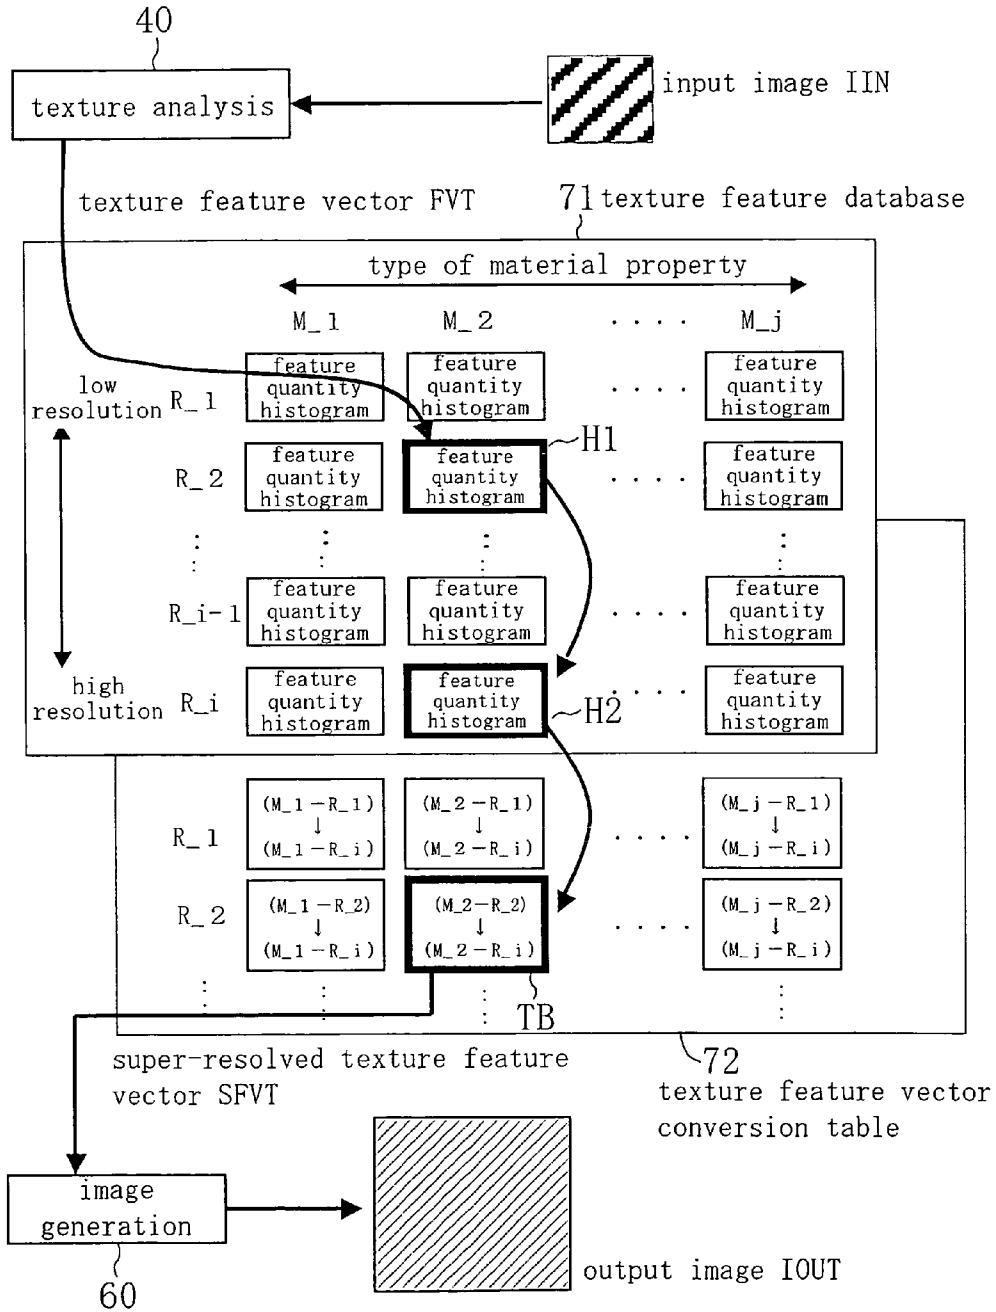 40
texture analysis
input image IIN
texture feature vector FVT
71 texture feature database
type of material property
M_1 M_2 ···· M_j
low
resolution
R_1
feature
quantity
histogram
feature
quantity
histogram
····
feature
quantity
histogram
H1
R_2
feature
quantity
histogram
feature
quantity
histogram
····
feature
quantity
histogram
R_i-1
feature
quantity
histogram
feature
quantity
histogram
····
feature
quantity
histogram
high
resolution
R_i
feature
quantity
histogram
feature
quantity
histogram
····
feature
quantity
histogram
H2
R_1
(M_1-R_1)
↓
(M_1-R_i)
(M_2-R_1)
↓
(M_2-R_i)
····
(M_j-R_1)
↓
(M_j-R_i)
R_2
(M_1-R_2)
↓
(M_1-R_i)
(M_2-R_2)
↓
(M_2-R_i)
····
(M_j-R_2)
↓
(M_j-R_i)
TB
72
texture feature vector
conversion table
super-resolved texture feature
vector SFVT
image
generation
60
output image IOUT